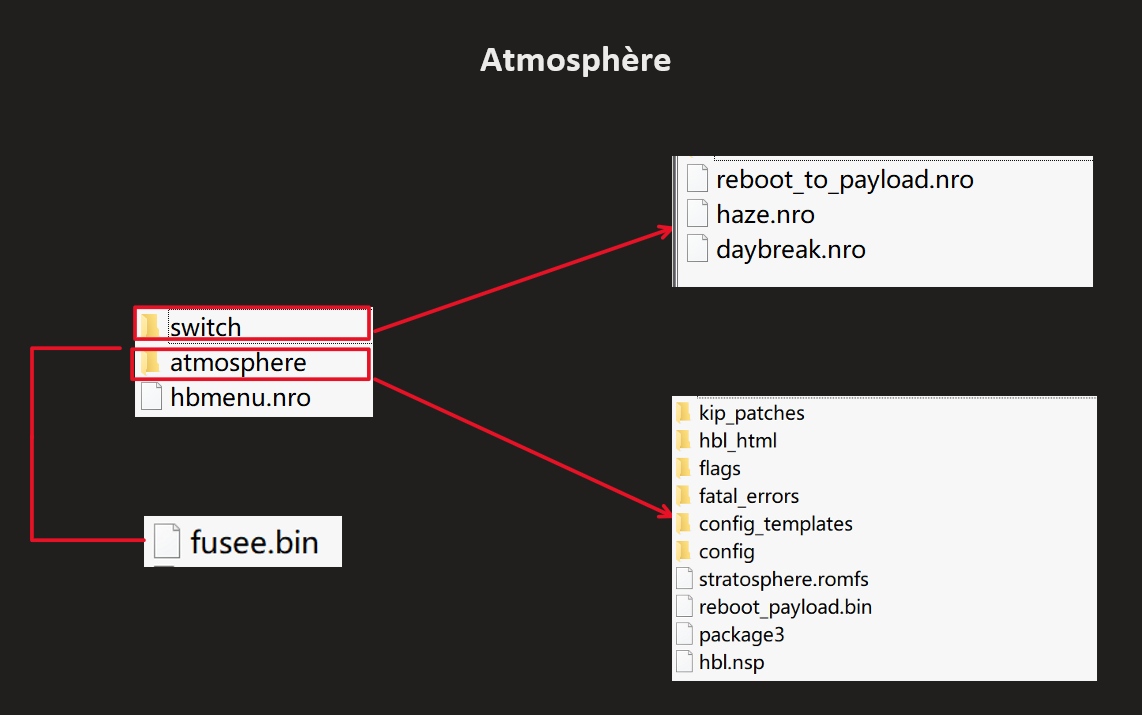 Atmosphère
reboot_to_payload.nro
haze.nro
daybreak.nro
switch
atmosphere
hbmenu.nro
fusee.bin
kip_patches
hbl_html
flags
fatal_errors
config_templates
config
stratosphere.romfs
reboot_payload.bin
package3
hbl.nsp